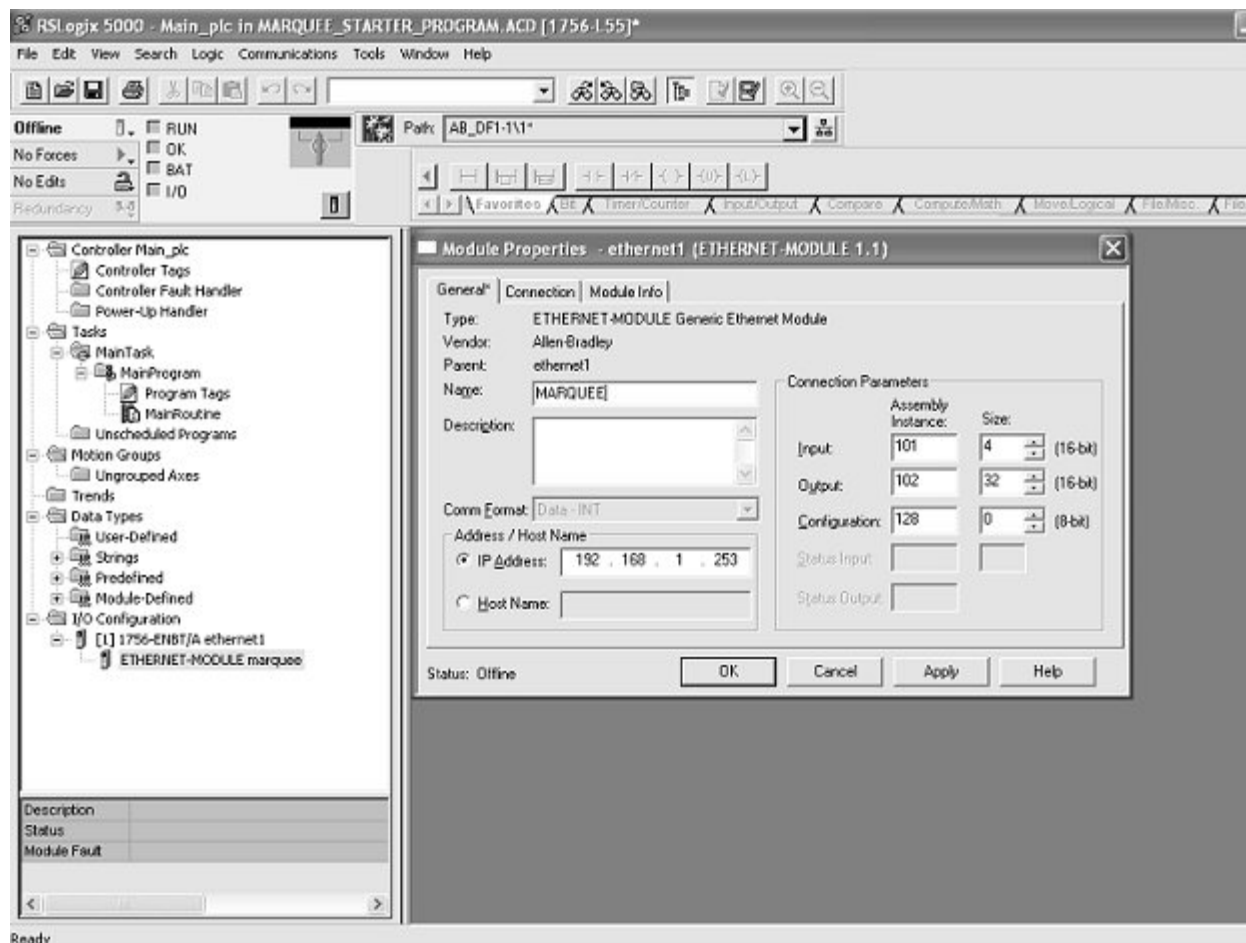 RSLogix 5000 - Main_plc in MARQUEE_STARTER_PROGRAM.ACD [1756-L55]*
File Edit View Search Logic Communications Tools Window Help
Offline
RUN
Path: AB_DF1-1\1*
No Forces
OK
No Edits
BAT
I/O
Redundancy
Favorites Bit Timer/Counter Input/Output Compare Compute/Math Move/Logical File/Misc. File
Controller Main_plc
Controller Tags
Controller Fault Handler
Power-Up Handler
Tasks
MainTask
MainProgram
Program Tags
MainRoutine
Unscheduled Programs
Motion Groups
Ungrouped Axes
Trends
Data Types
User-Defined
Strings
Predefined
Module-Defined
I/O Configuration
[1] 1756-ENBT/A ethernet1
ETHERNET-MODULE marquee
Description
Status
Module Fault
Module Properties - ethernet1 (ETHERNET-MODULE 1.1)
General* Connection Module Info
Type: ETHERNET-MODULE Generic Ethernet Module
Vendor: Allen-Bradley
Parent: ethernet1
Name: MARQUEE
Description:
Comm Format: Data - INT
Address / Host Name
IP Address: 192 . 168 . 1 . 253
Host Name:
Connection Parameters
Assembly
Instance: Size:
Input: 101 4 (16-bit)
Output: 102 32 (16-bit)
Configuration: 128 0 (8-bit)
Status Input:
Status Output:
Status: Offline
OK Cancel Apply Help
Ready